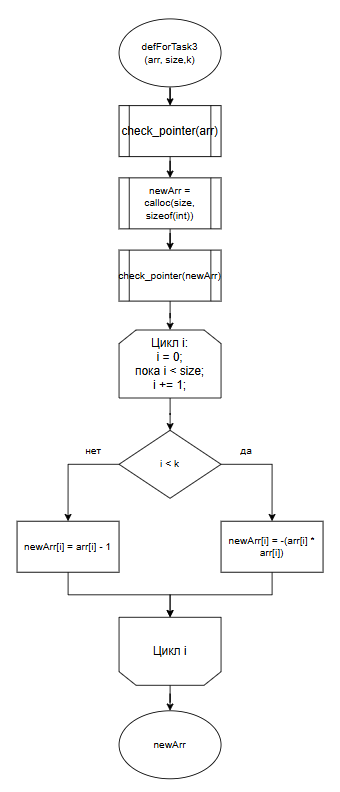 defForTask3
(arr, size,k)
check_pointer(arr)
newArr =
calloc(size,
sizeof(int))
check_pointer(newArr)
Цикл i:
i = 0;
пока i < size;
i += 1;
нет
да
i < k
newArr[i] = arr[i] - 1
newArr[i] = -(arr[i] *
arr[i])
Цикл i
newArr